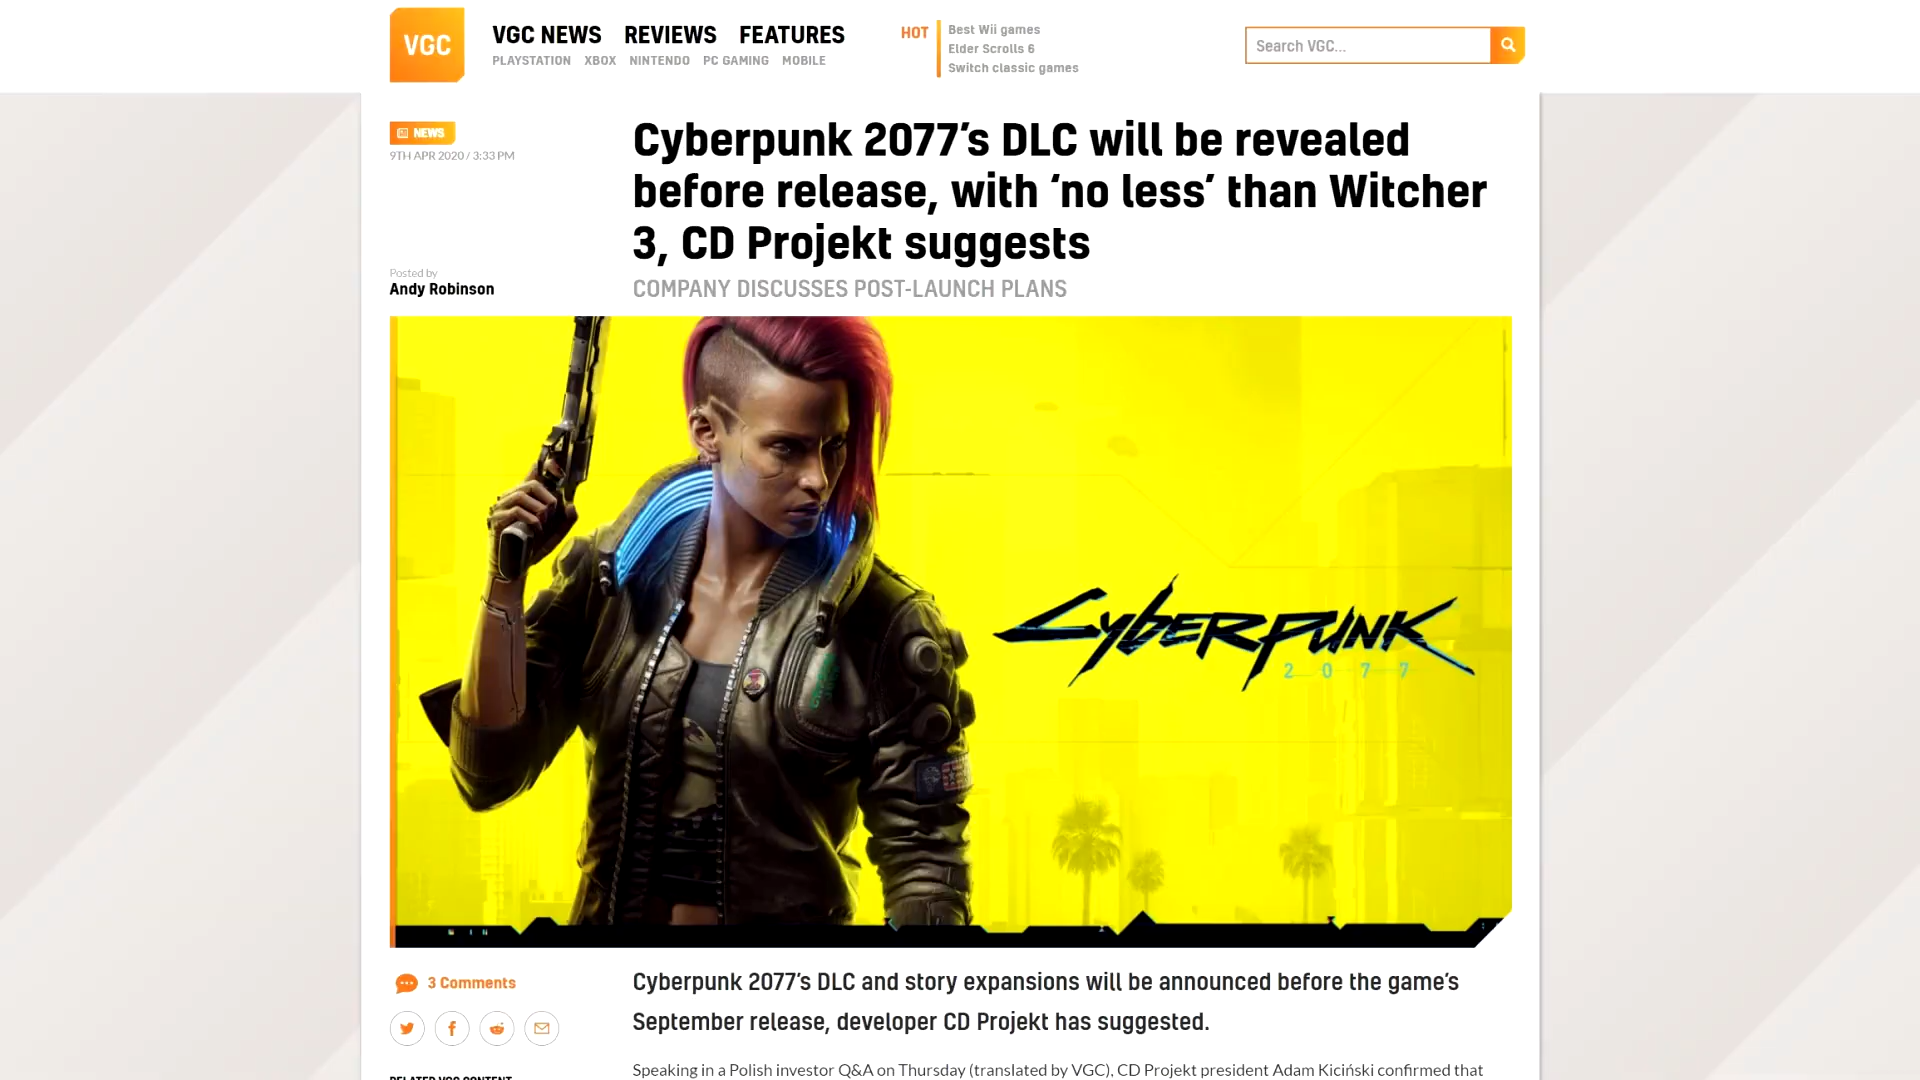 VGC
VGC NEWS REVIEWS FEATURES
PLAYSTATION XBOX NINTENDO PC GAMING MOBILE
HOT
Best Wii games
Elder Scrolls 6
Switch classic games
Search VGC...
NEWS
9TH APR 2020 / 3:33 PM
Cyberpunk 2077’s DLC will be revealed
before release, with ‘no less’ than Witcher
3, CD Projekt suggests
Posted by
Andy Robinson
COMPANY DISCUSSES POST-LAUNCH PLANS
CYBERPUNK
2077
3 Comments
Cyberpunk 2077’s DLC and story expansions will be announced before the game’s
September release, developer CD Projekt has suggested.
Speaking in a Polish investor Q&A on Thursday (translated by VGC), CD Projekt president Adam Kiciński confirmed that
RELATED VGC CONTENT